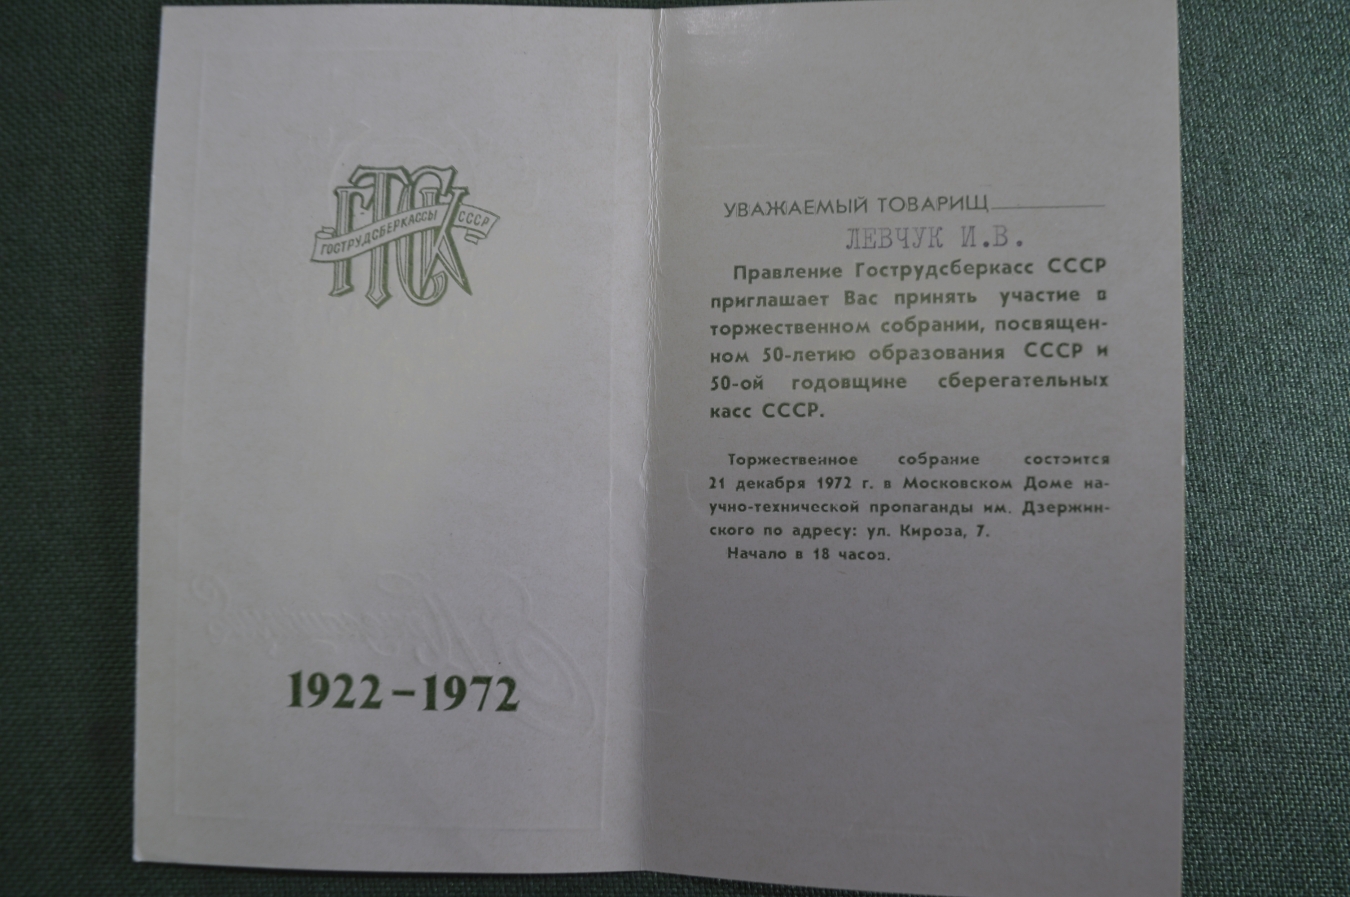 ГТСК
ГОСТРУДСБЕРКАССЫ СССР
1922-1972
УВАЖАЕМЫЙ ТОВАРИЩ
ЛЕВЧУК И.В.
Правление Гострудсберкасс СССР
приглашает Вас принять участие в
торжественном собрании, посвящен-
ном 50-летию образования СССР и
50-ой годовщине сберегательных
касс СССР.
Торжественное собрание состоится
21 декабря 1972 г. в Московском Доме на-
учно-технической пропаганды им. Дзержин-
ского по адресу: ул. Кирова, 7.
Начало в 18 часов.